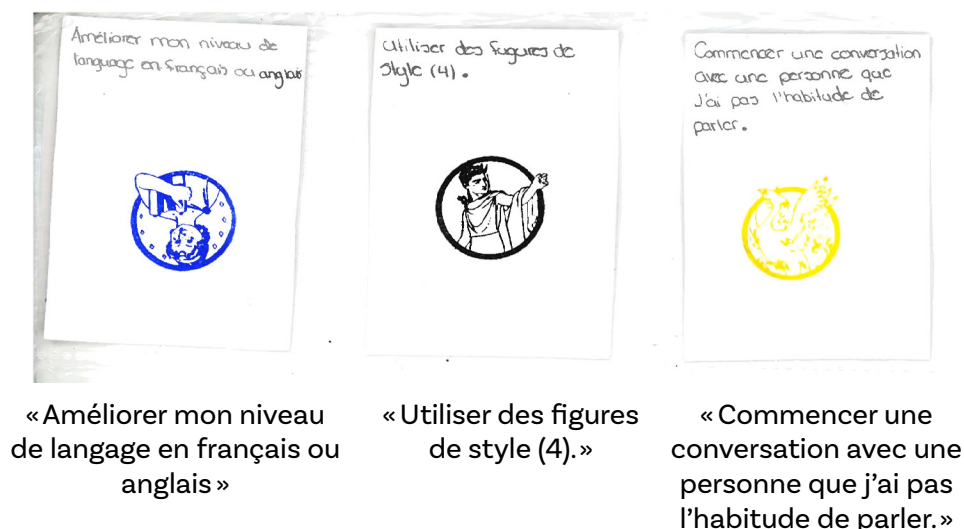 Améliorer mon niveau de
language en français ou anglais
Utiliser des fugures de
style (4).
Commencer une conversation
avec une personne que
J'ai pas l'habitude de
parler.
« Améliorer mon niveau
de langage en français ou
anglais »
« Utiliser des figures
de style (4). »
« Commencer une
conversation avec une
personne que j'ai pas
l'habitude de parler. »